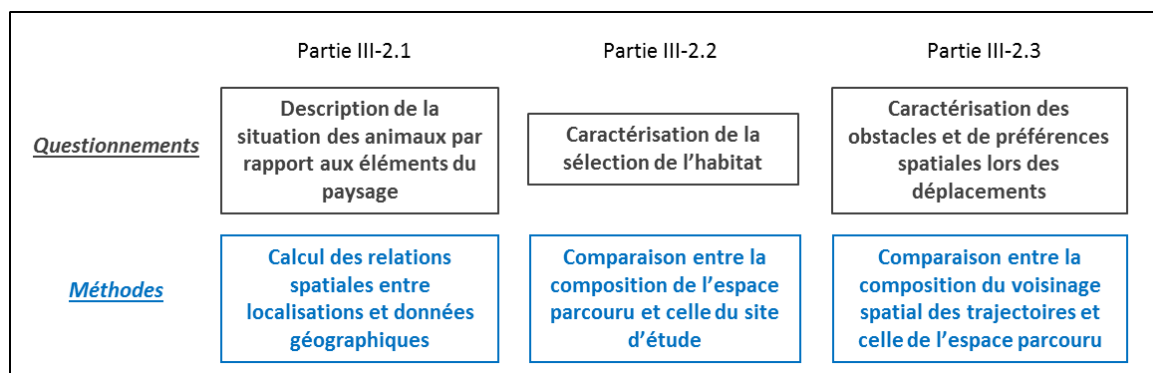 Partie III-2.1
Partie III-2.2
Partie III-2.3
Questionnements
Description de la
situation des animaux par
rapport aux éléments du
paysage
Caractérisation de la
sélection de l'habitat
Caractérisation des
obstacles et de préférences
spatiales lors des
déplacements
Méthodes
Calcul des relations
spatiales entre
localisations et données
géographiques
Comparaison entre la
composition de l'espace
parcouru et celle du site
d'étude
Comparaison entre la
composition du voisinage
spatial des trajectoires et
celle de l'espace parcouru